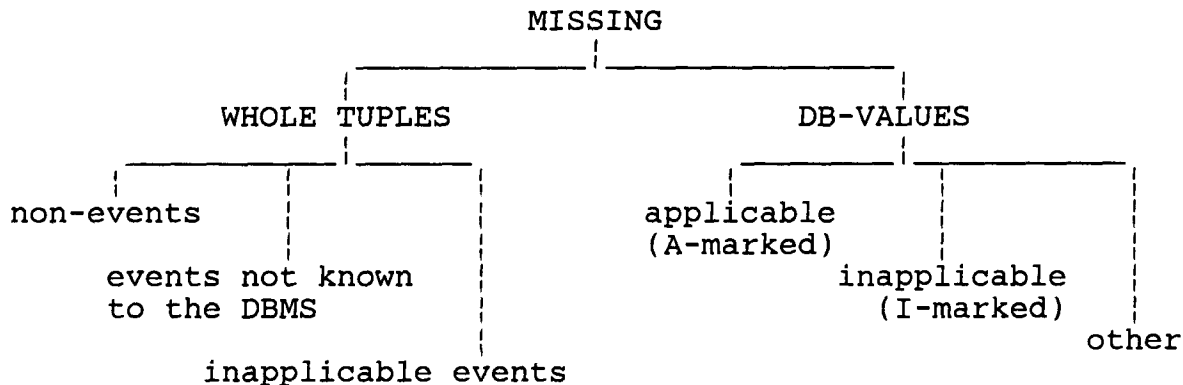 MISSING
WHOLE TUPLES
DB-VALUES
non-events
events not known
to the DBMS
inapplicable events
applicable
(A-marked)
inapplicable
(I-marked)
other